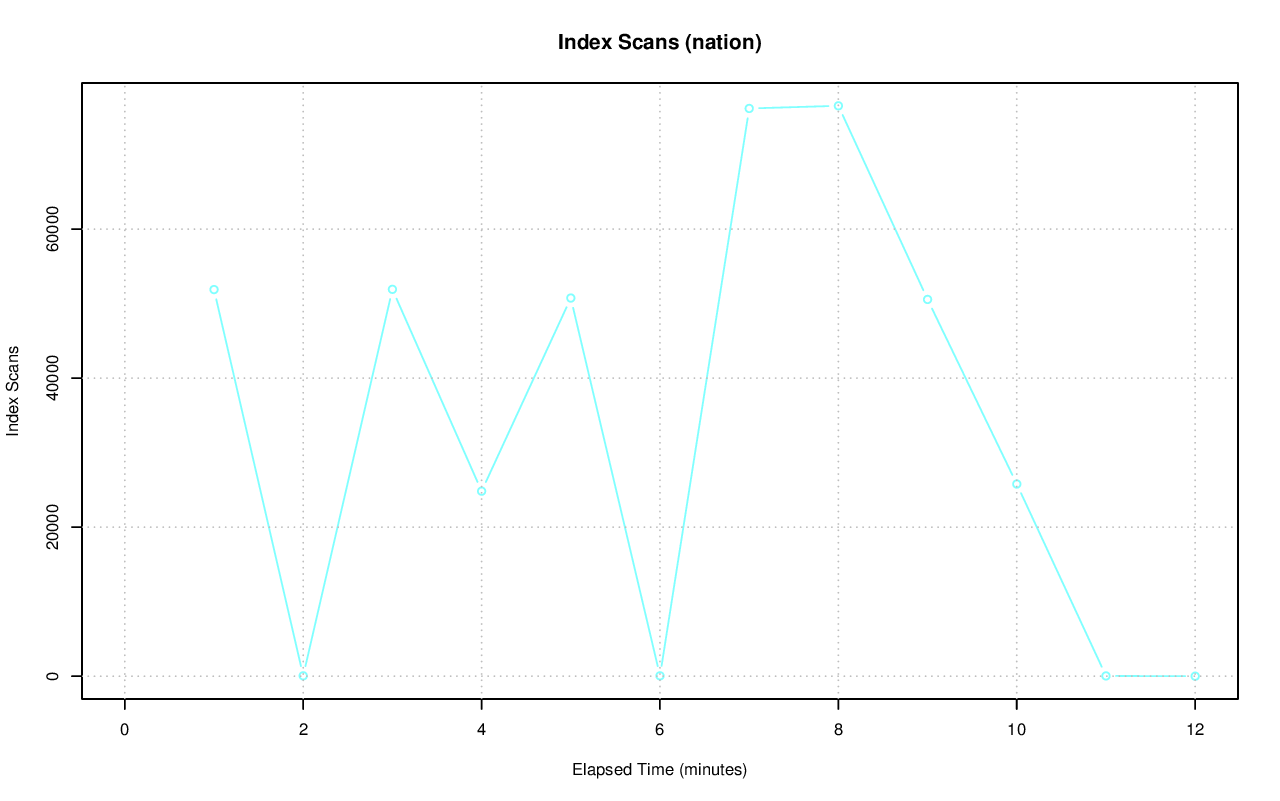 Index Scans (nation)
Index Scans
60000
40000
20000
0
0 2 4 6 8 10 12
Elapsed Time (minutes)